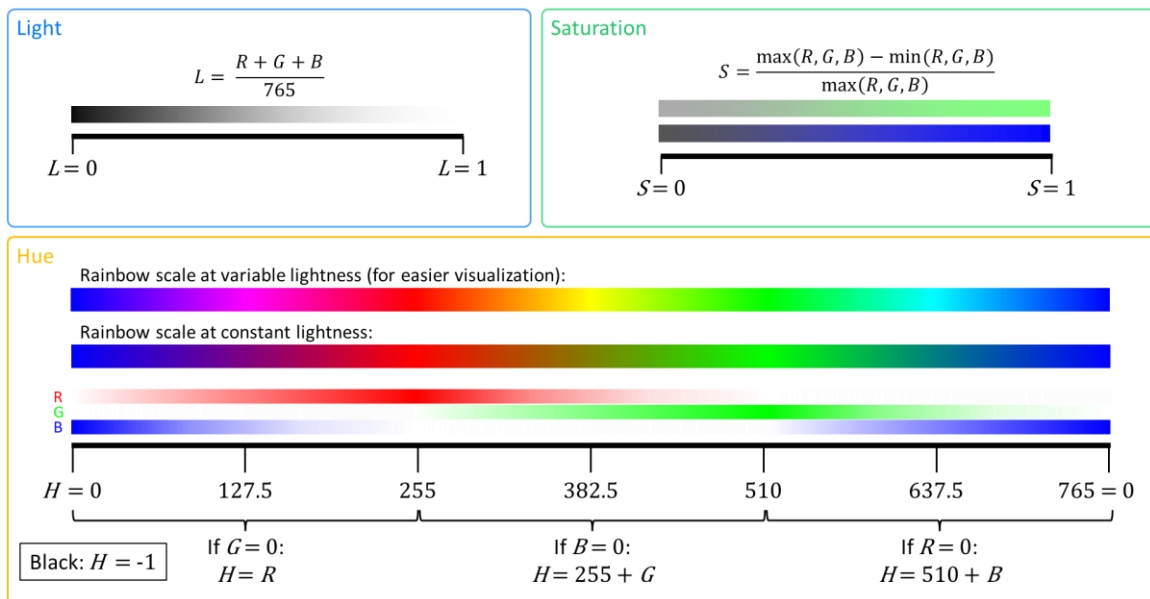 Light
L = (R + G + B) / 765
L = 0
L = 1
Saturation
S = (max(R, G, B) − min(R, G, B)) / max(R, G, B)
S = 0
S = 1
Hue
Rainbow scale at variable lightness (for easier visualization):
Rainbow scale at constant lightness:
R
G
B
H = 0 127.5 255 382.5 510 637.5 765 = 0
If G = 0: If B = 0: If R = 0:
H = R H = 255 + G H = 510 + B
Black: H = -1